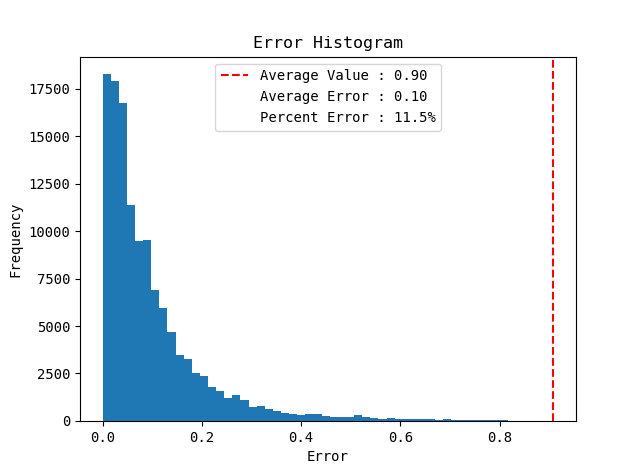 Error Histogram
Average Value : 0.90
Average Error : 0.10
Percent Error : 11.5%
Frequency
17500
15000
12500
10000
7500
5000
2500
0
0.0 0.2 0.4 0.6 0.8
Error